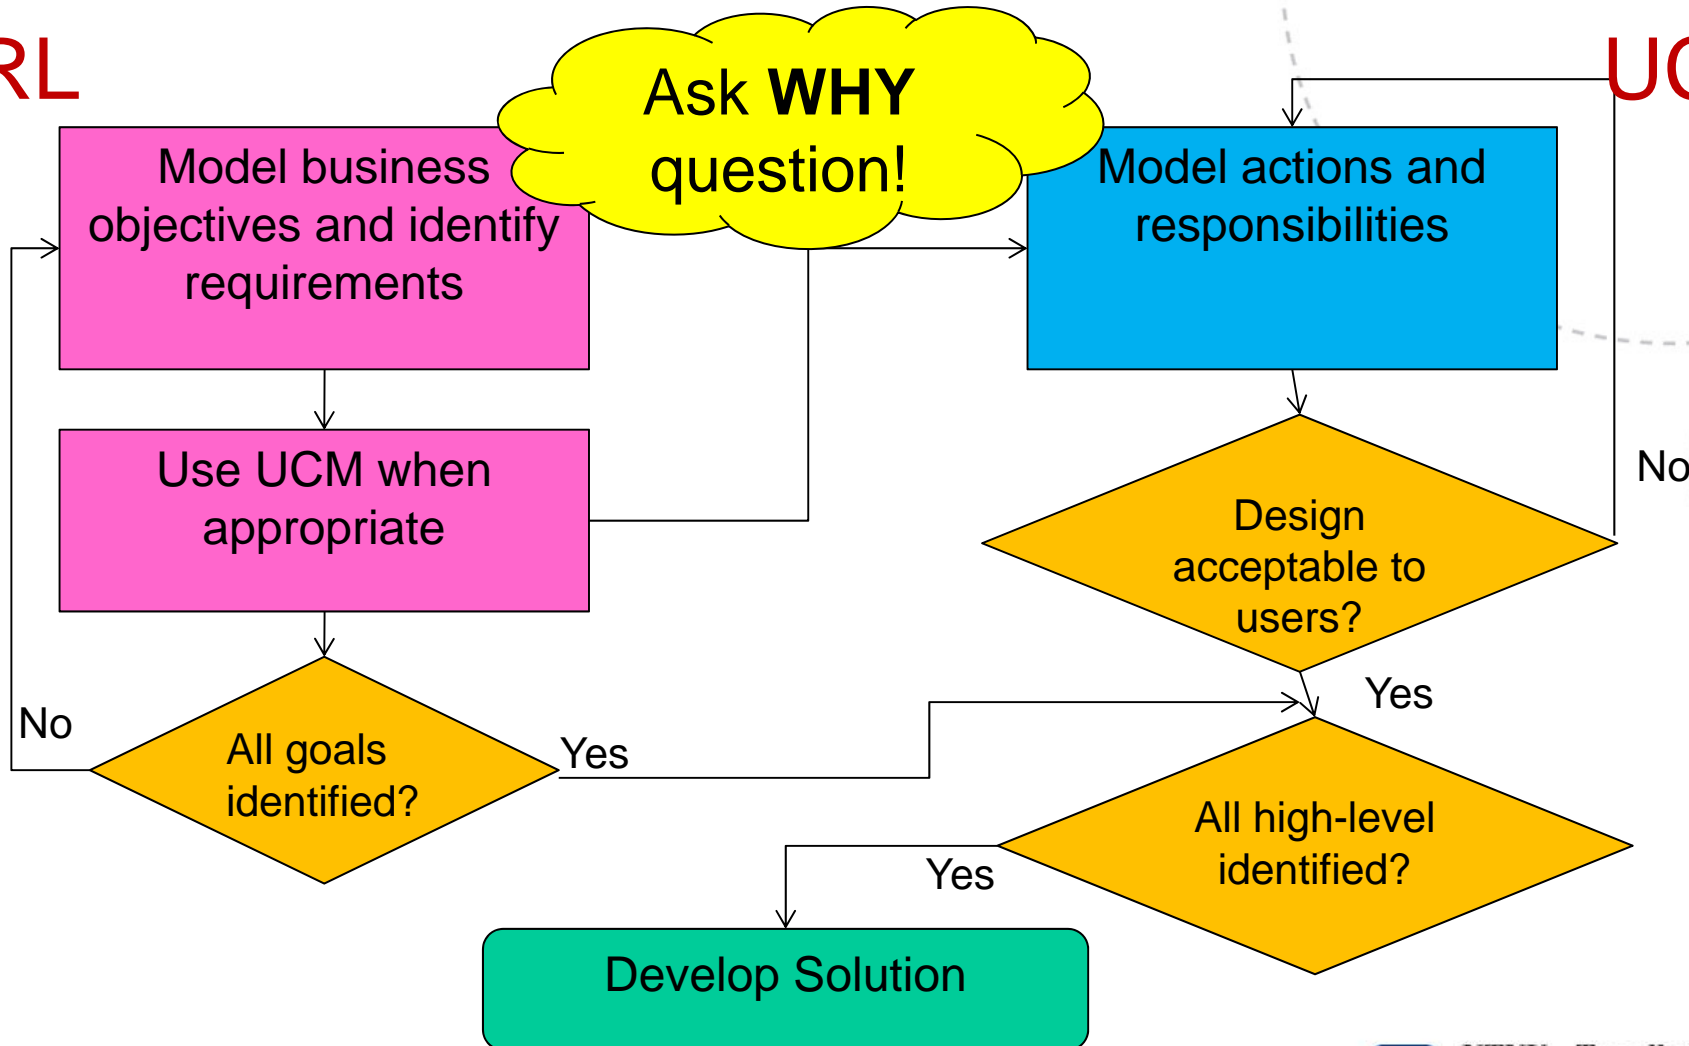 RL
UC
Ask WHY
question!
Model business
objectives and identify
requirements
Model actions and
responsibilities
Use UCM when
appropriate
No
Design
acceptable to
users?
Yes
No
All goals
identified?
Yes
All high-level
identified?
Yes
Develop Solution